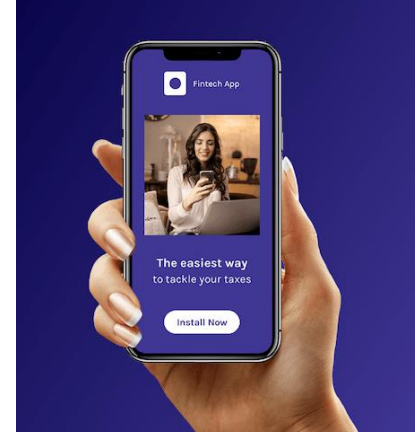 Fintech App
The easiest way
to tackle your taxes
Install Now